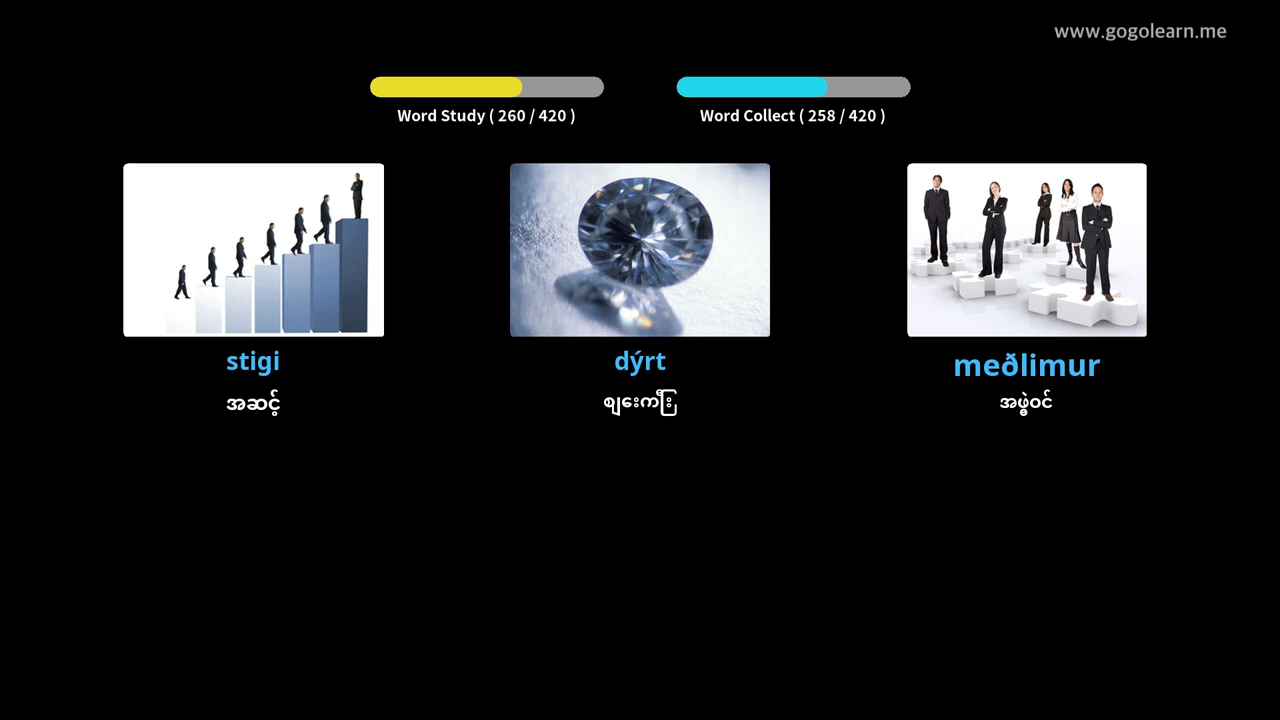 www.gogolearn.me
Word Study ( 260 / 420 )
Word Collect ( 258 / 420 )
stigi
dýrt
meðlimur
အဆင့်
စျေးကြီး
အဖွဲ့ဝင်